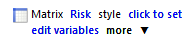 Matrix Risk style click to set
edit variables more ▼